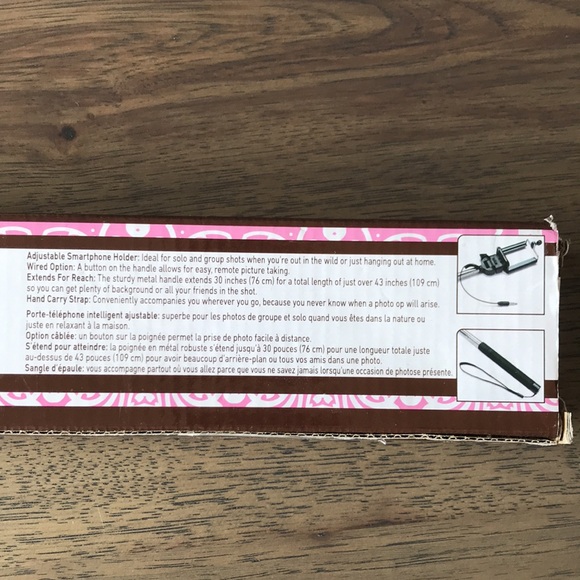 Adjustable Smartphone Holder: Ideal for solo and group shots when you're out in the wild or just hanging out at home.
Wired Option: A button on the handle allows for easy, remote picture taking.
Extends For Reach: The sturdy metal handle extends 30 inches (76 cm) for a total length of just over 43 inches (109 cm)
so you can get plenty of background or all your friends in the shot.
Hand Carry Strap: Conveniently accompanies you wherever you go, because you never know when a photo op will arise.
Porte-téléphone intelligent ajustable: superbe pour les photos de groupe et solo quand vous êtes dans la nature ou
juste en relaxant à la maison.
Option câblée: un bouton sur la poignée permet la prise de photo facile à distance.
S'étend pour atteindre: la poignée en métal robuste s'étend jusqu'à 30 pouces (76 cm) pour une longueur totale juste
au-dessus de 43 pouces (109 cm) pour avoir beaucoup d'arrière-plan ou tous vos amis dans une photo.
Sangle d'épaule: vous accompagne partout où vous allez parce que vous ne savez jamais lorsqu'une occasion de photose présente.